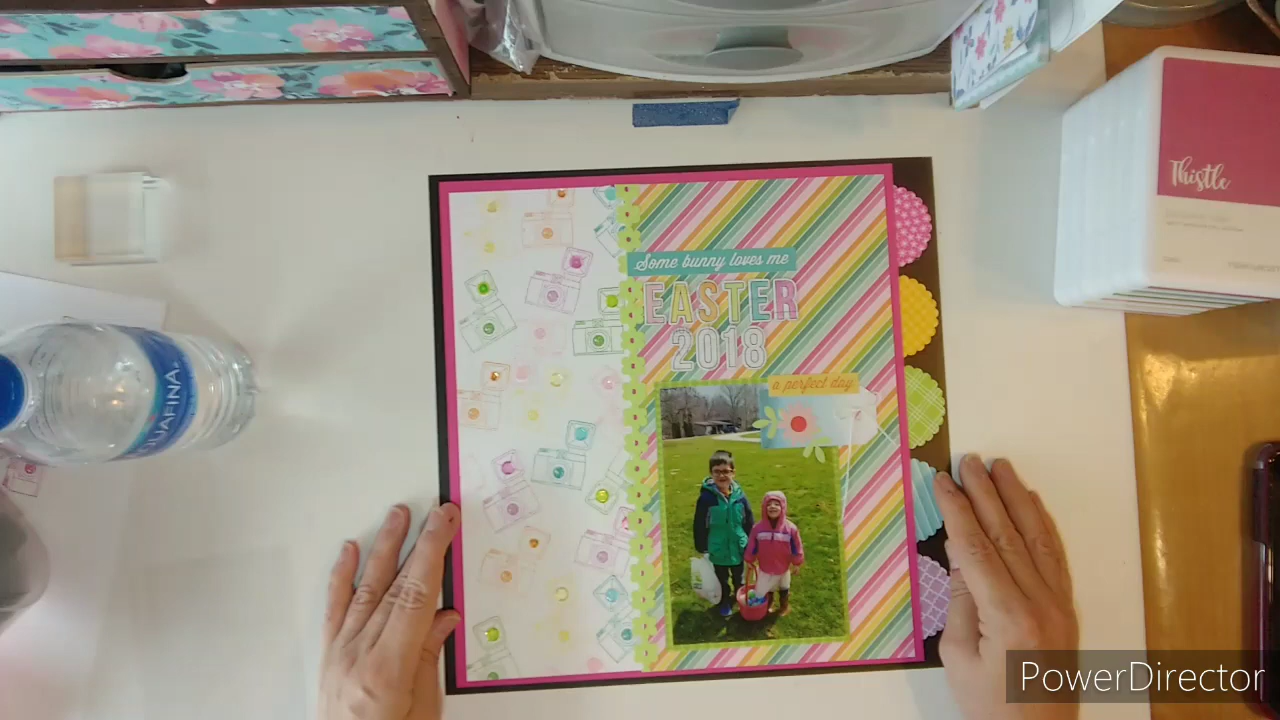 Thistle
Some bunny loves me
EASTER
2018
a perfect day
AQUAFINA
PowerDirector